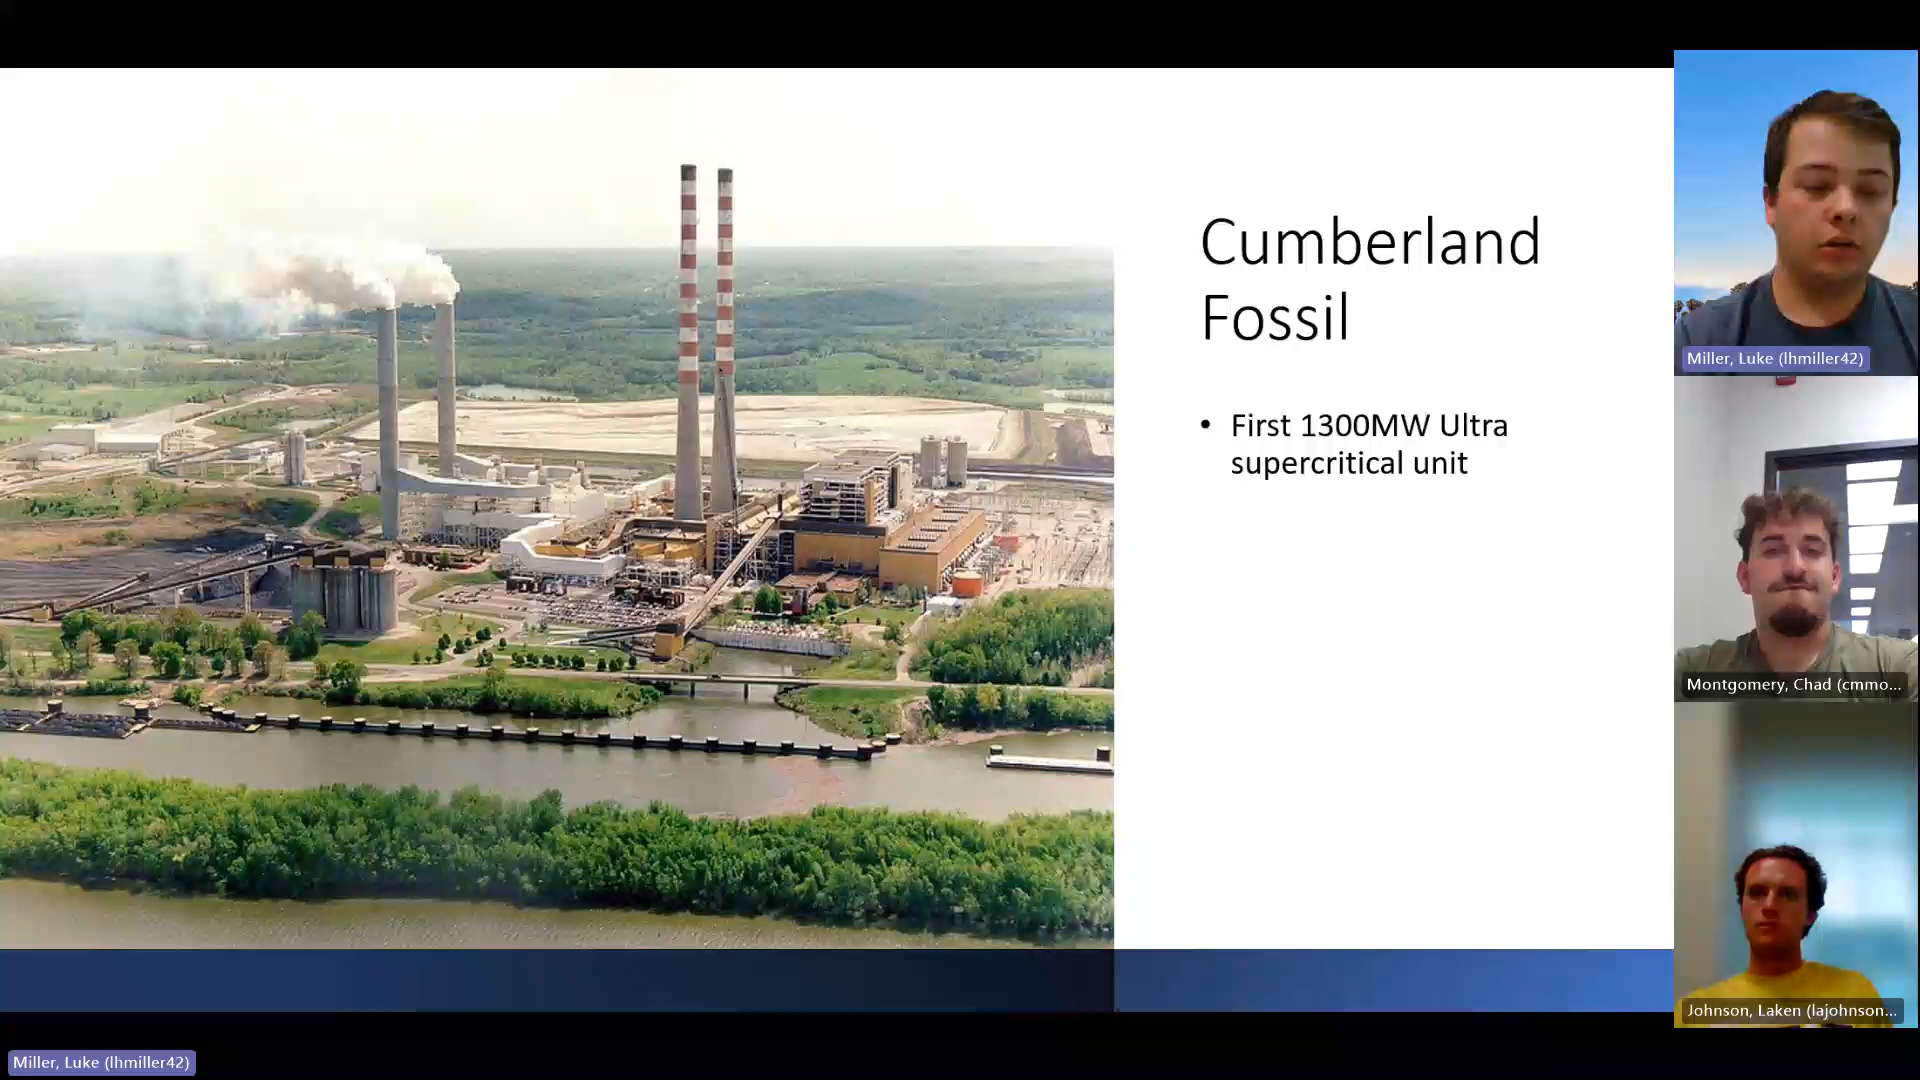 Cumberland
Fossil
• First 1300MW Ultra
supercritical unit
Miller, Luke (lhmiller42)
Montgomery, Chad (cmmo...
Johnson, Laken (lajohnson...
Miller, Luke (lhmiller42)